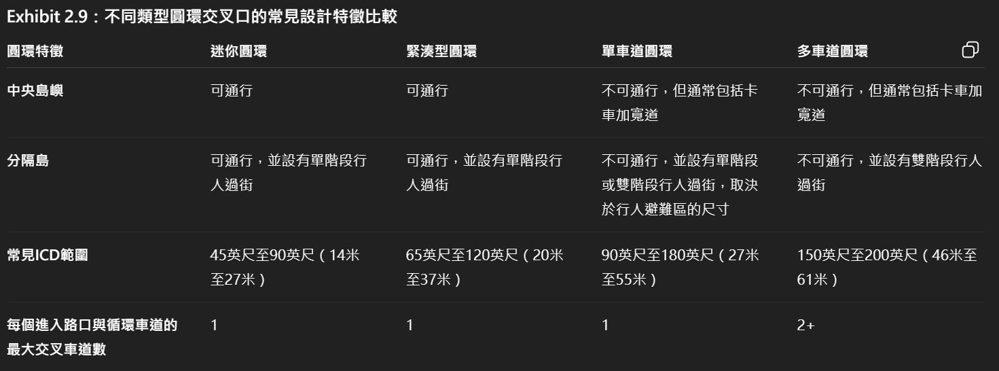 Exhibit 2.9：不同類型圓環交叉口的常見設計特徵比較
圓環特徵 迷你圓環 緊湊型圓環 單車道圓環 多車道圓環
中央島嶼 可通行 可通行 不可通行，但通常包括卡車加寬道 不可通行，但通常包括卡車加寬道
分隔島 可通行，並設有單階段行人過街 可通行，並設有單階段行人過街 不可通行，並設有單階段或雙階段行人過街，取決於行人避難區的尺寸 不可通行，並設有雙階段行人過街
常見ICD範圍 45英尺至90英尺（14米至27米） 65英尺至120英尺（20米至37米） 90英尺至180英尺（27米至55米） 150英尺至200英尺（46米至61米）
每個進入路口與循環車道的最大交叉車道數 1 1 1 2+